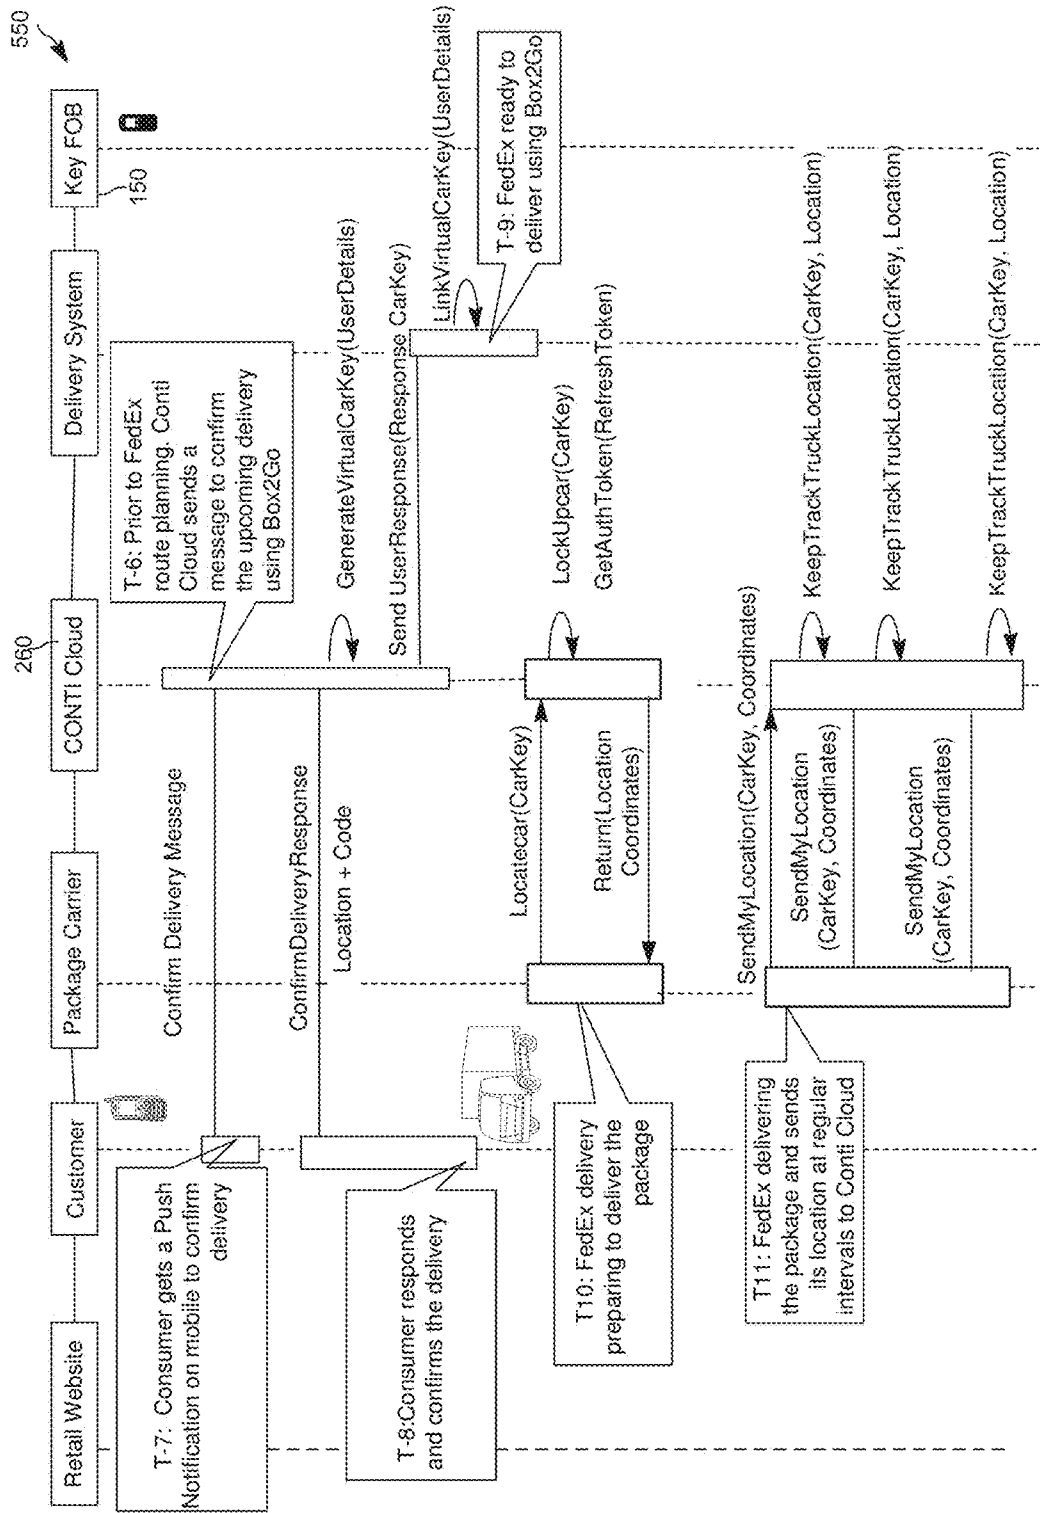 550
Retail Website
Customer
Package Carrier
CONTI Cloud
260
Delivery System
Key FOB
150
T-6: Prior to FedEx
route planning. Conti
Cloud sends a
message to confirm
the upcoming delivery
using Box2Go
T-7: Consumer gets a Push
Notification on mobile to confirm
delivery
Confirm Delivery Message
ConfirmDeliveryResponse
Location + Code
GenerateVirtualCarKey(UserDetails)
Send UserResponse(Response CarKey)
LinkVirtualCarKey(UserDetails)
T-8:Consumer responds
and confirms the delivery
T-9: FedEx ready to
deliver using Box2Go
T10: FedEx delivery
preparing to deliver the
package
Locatecar(CarKey)
LockUpcar(CarKey)
GetAuthToken(RefreshToken)
Return(Location
Coordinates)
T11: FedEx delivering
the package and sends
its location at regular
intervals to Conti Cloud
SendMyLocation(CarKey, Coordinates)
KeepTrackTruckLocation(CarKey, Location)
SendMyLocation
(CarKey, Coordinates)
KeepTrackTruckLocation(CarKey, Location)
SendMyLocation
(CarKey, Coordinates)
KeepTrackTruckLocation(CarKey, Location)